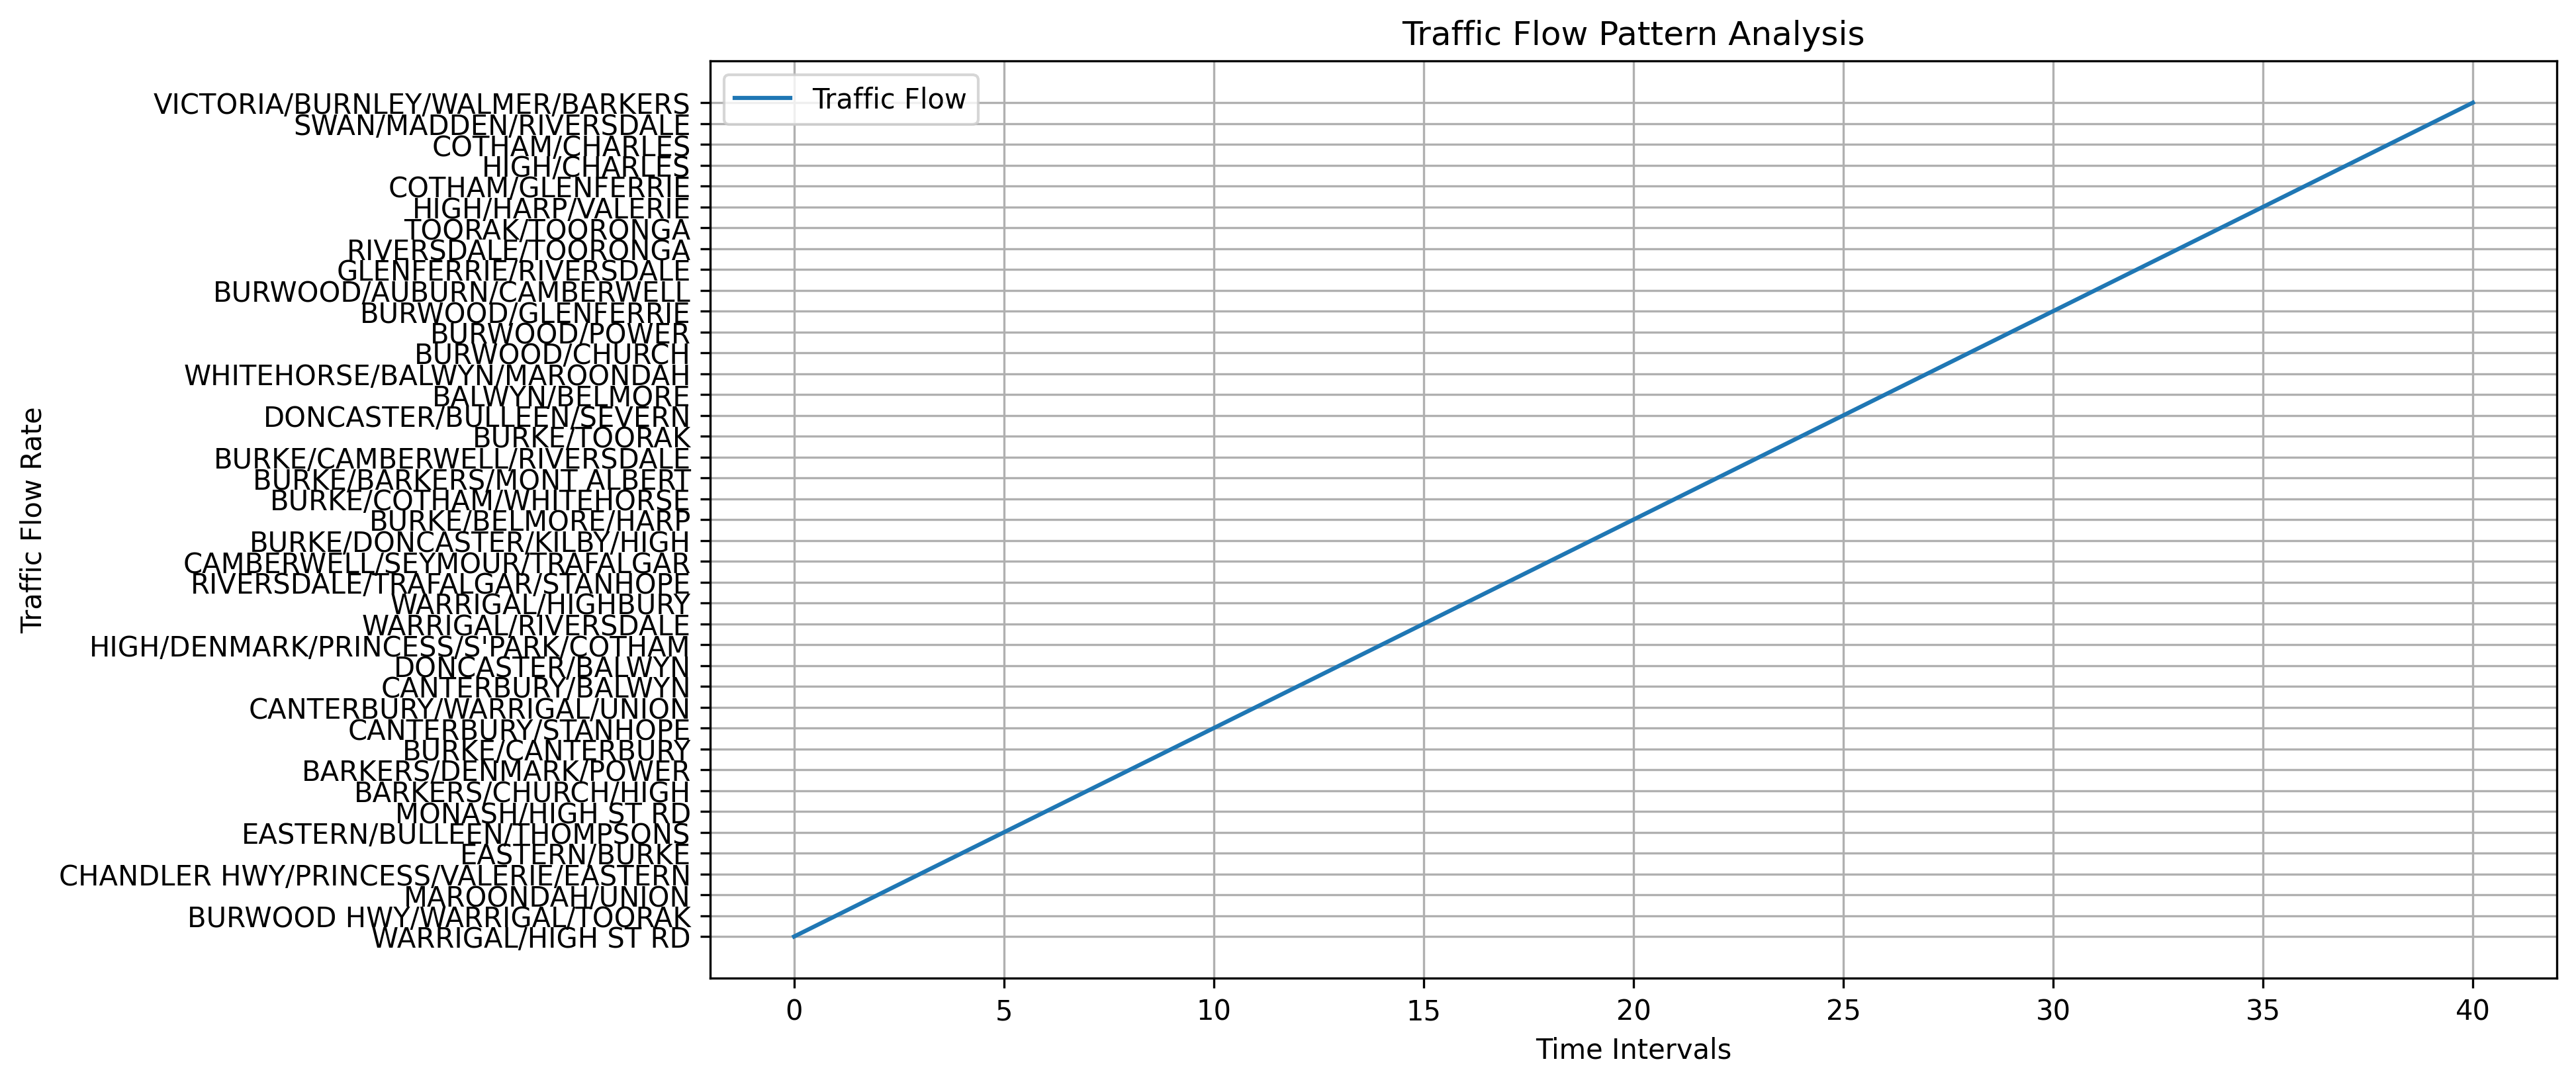 Traffic Flow Pattern Analysis
Traffic Flow
VICTORIA/BURNLEY/WALMER/BARKERS
SWAN/MADDEN/RIVERSDALE
COTHAM/CHARLES
HIGH/CHARLES
COTHAM/GLENFERRIE
HIGH/HARP/VALERIE
TOORAK/TOORONGA
RIVERSDALE/TOORONGA
GLENFERRIE/RIVERSDALE
BURWOOD/AUBURN/CAMBERWELL
BURWOOD/GLENFERRIE
BURWOOD/POWER
BURWOOD/CHURCH
WHITEHORSE/BALWYN/MAROONDAH
BALWYN/BELMORE
DONCASTER/BULLEEN/SEVERN
BURKE/TOORAK
BURKE/CAMBERWELL/RIVERSDALE
BURKE/BARKERS/MONT ALBERT
BURKE/COTHAM/WHITEHORSE
BURKE/BELMORE/HARP
BURKE/DONCASTER/KILBY/HIGH
CAMBERWELL/SEYMOUR/TRAFALGAR
RIVERSDALE/TRAFALGAR/STANHOPE
WARRIGAL/HIGHBURY
WARRIGAL/RIVERSDALE
HIGH/DENMARK/PRINCESS/S'PARK/COTHAM
DONCASTER/BALWYN
CANTERBURY/BALWYN
CANTERBURY/WARRIGAL/UNION
CANTERBURY/STANHOPE
BURKE/CANTERBURY
BARKERS/DENMARK/POWER
BARKERS/CHURCH/HIGH
MONASH/HIGH ST RD
EASTERN/BULLEEN/THOMPSONS
EASTERN/BURKE
CHANDLER HWY/PRINCESS/VALERIE/EASTERN
MAROONDAH/UNION
BURWOOD HWY/WARRIGAL/TOORAK
WARRIGAL/HIGH ST RD
Traffic Flow Rate
0 5 10 15 20 25 30 35 40
Time Intervals